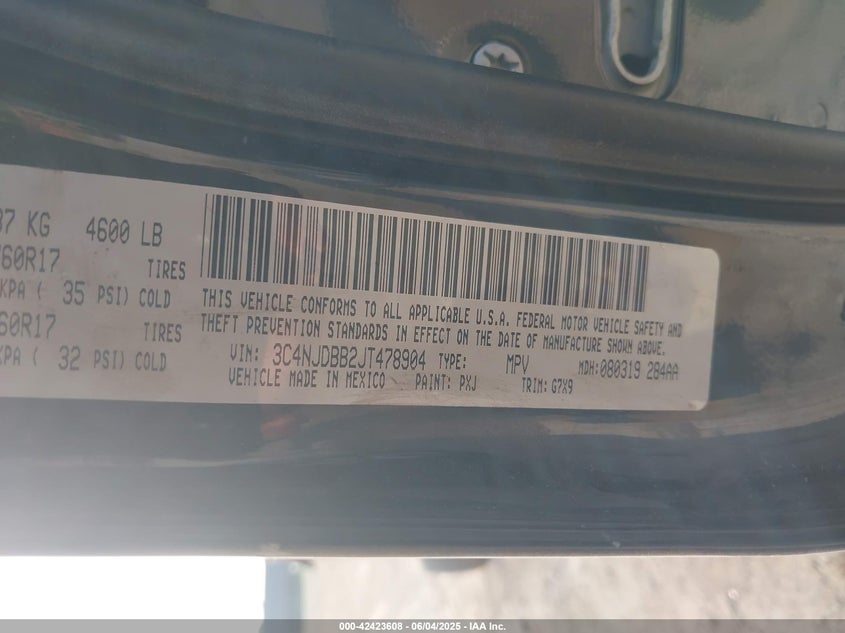 37 KG 4600 LB
60R17 TIRES
KPA ( 35 PSI) COLD
60R17 TIRES
KPA ( 32 PSI) COLD
THIS VEHICLE CONFORMS TO ALL APPLICABLE U.S.A. FEDERAL MOTOR VEHICLE SAFETY AND
THEFT PREVENTION STANDARDS IN EFFECT ON THE DATE OF MANUFACTURE SHOWN ABOVE.
VIN: 3C4NJDBB2JT478904 TYPE: MPV MDH: 080319 284AA
VEHICLE MADE IN MEXICO PAINT: PXJ TRIM: G7X9
000-42423608 - 06/04/2025 - IAA Inc.